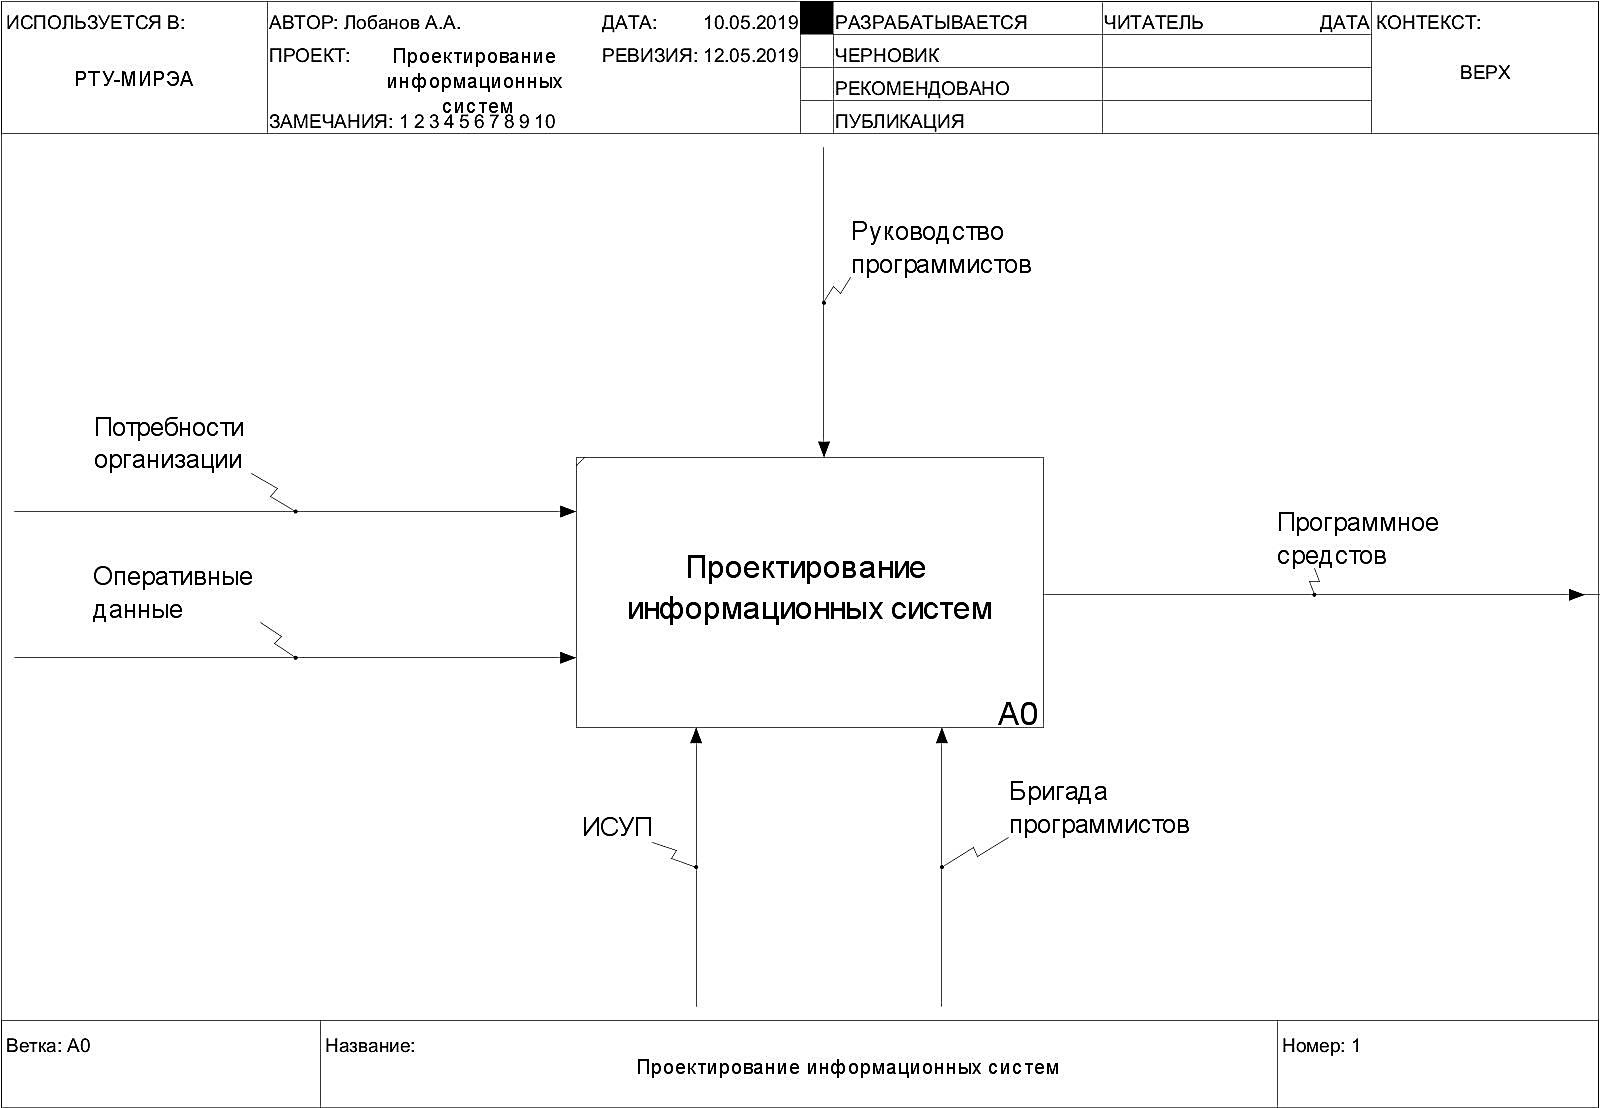 ИСПОЛЬЗУЕТСЯ В:
РТУ-МИРЭА
АВТОР: Лобанов А.А.
ДАТА: 10.05.2019
ПРОЕКТ: Проектирование
информационных
систем
РЕВИЗИЯ: 12.05.2019
ЗАМЕЧАНИЯ: 1 2 3 4 5 6 7 8 9 10
РАЗРАБАТЫВАЕТСЯ
ЧЕРНОВИК
РЕКОМЕНДОВАНО
ПУБЛИКАЦИЯ
ЧИТАТЕЛЬ ДАТА
КОНТЕКСТ:
ВЕРХ
Руководство
программистов
Потребности
организации
Оперативные
данные
Проектирование
информационных систем
А0
Программное
средстов
ИСУП
Бригада
программистов
Ветка: А0
Название:
Проектирование информационных систем
Номер: 1